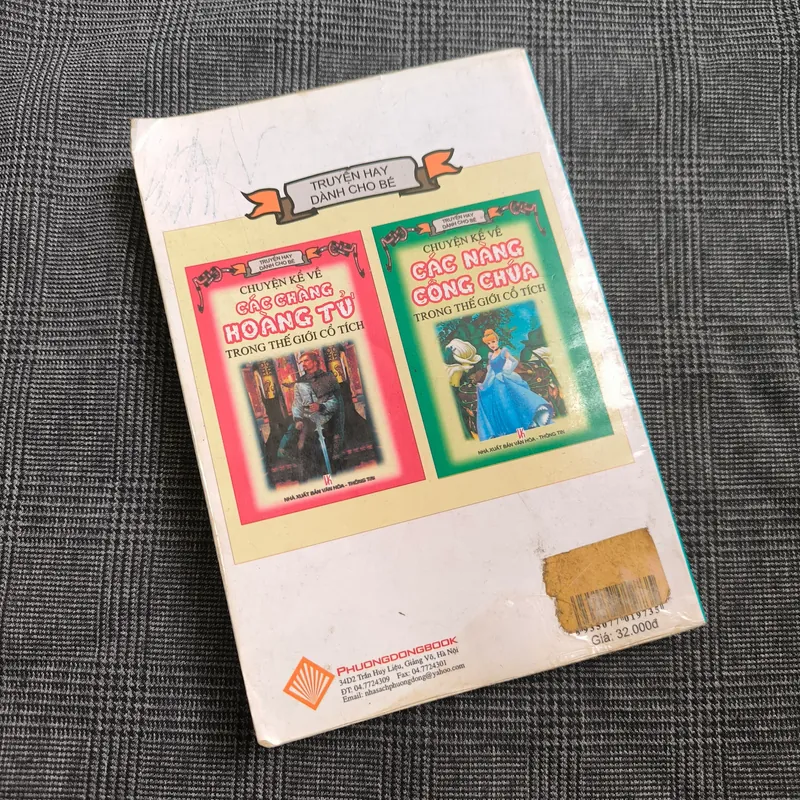 TRUYỆN HAY
DÀNH CHO BÉ
TRUYỆN HAY
DÀNH CHO BÉ
CHUYỆN KỂ VỀ
CÁC CHÀNG
HOÀNG TỬ
TRONG THẾ GIỚI CỔ TÍCH
NHÀ XUẤT BẢN VĂN HÓA - THÔNG TIN
TRUYỆN HAY
DÀNH CHO BÉ
CHUYỆN KỂ VỀ
CÁC NÀNG
CÔNG CHÚA
TRONG THẾ GIỚI CỔ TÍCH
NHÀ XUẤT BẢN VĂN HÓA - THÔNG TIN
PHUONGDONGBOOK
34D2 Trần Huy Liệu, Giảng Võ, Hà Nội
ĐT: 04.7724309 Fax: 04.7724301
Email: nhasachphuongdong@yahoo.com
935077 019735
Giá: 32.000đ